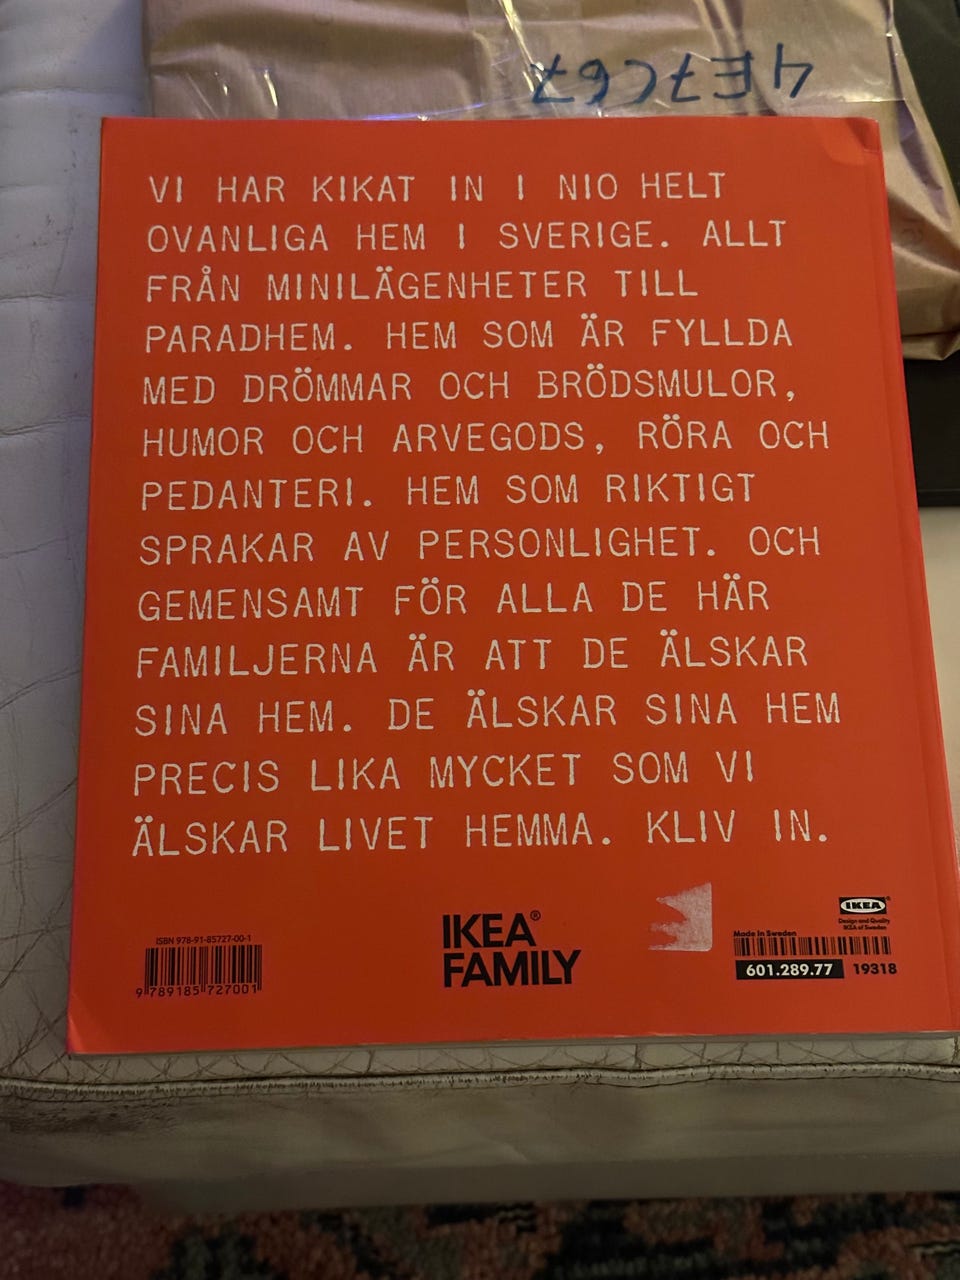 4E7C67
VI HAR KIKAT IN I NIO HELT
OVANLIGA HEM I SVERIGE. ALLT
FRÅN MINILÄGENHETER TILL
PARADHEM. HEM SOM ÄR FYLLDA
MED DRÖMMAR OCH BRÖDSMULOR,
HUMOR OCH ARVEGODS, RÖRA OCH
PEDANTERI. HEM SOM RIKTIGT
SPRAKAR AV PERSONLIGHET. OCH
GEMENSAMT FÖR ALLA DE HÄR
FAMILJERNA ÄR ATT DE ÄLSKAR
SINA HEM. DE ÄLSKAR SINA HEM
PRECIS LIKA MYCKET SOM VI
ÄLSKAR LIVET HEMMA. KLIV IN.
ISBN 978-91-85727-00-1
9 789185 727001
IKEA®
FAMILY
IKEA®
Design and Quality
IKEA of Sweden
Made in Sweden
601.289.77 19318